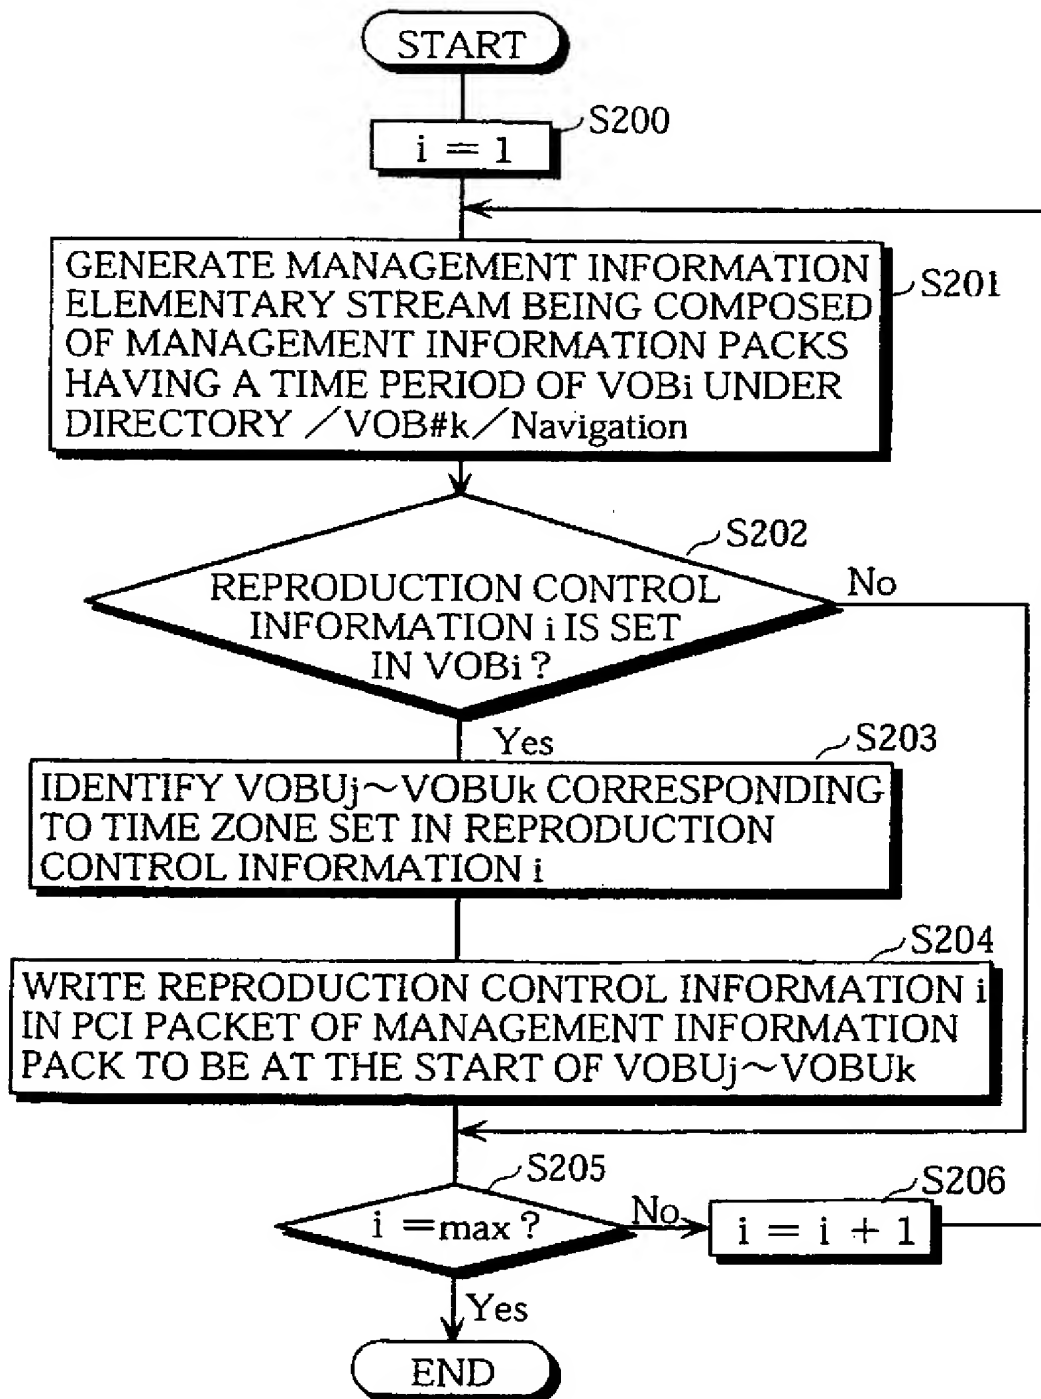 START
S200
i = 1
S201
GENERATE MANAGEMENT INFORMATION
ELEMENTARY STREAM BEING COMPOSED
OF MANAGEMENT INFORMATION PACKS
HAVING A TIME PERIOD OF VOBi UNDER
DIRECTORY /VOB#k/Navigation
S202
REPRODUCTION CONTROL
INFORMATION i IS SET
IN VOBi ?
No
Yes
S203
IDENTIFY VOBUj~VOBUk CORRESPONDING
TO TIME ZONE SET IN REPRODUCTION
CONTROL INFORMATION i
S204
WRITE REPRODUCTION CONTROL INFORMATION i
IN PCI PACKET OF MANAGEMENT INFORMATION
PACK TO BE AT THE START OF VOBUj~VOBUk
S205
i =max ?
No
S206
i = i + 1
Yes
END